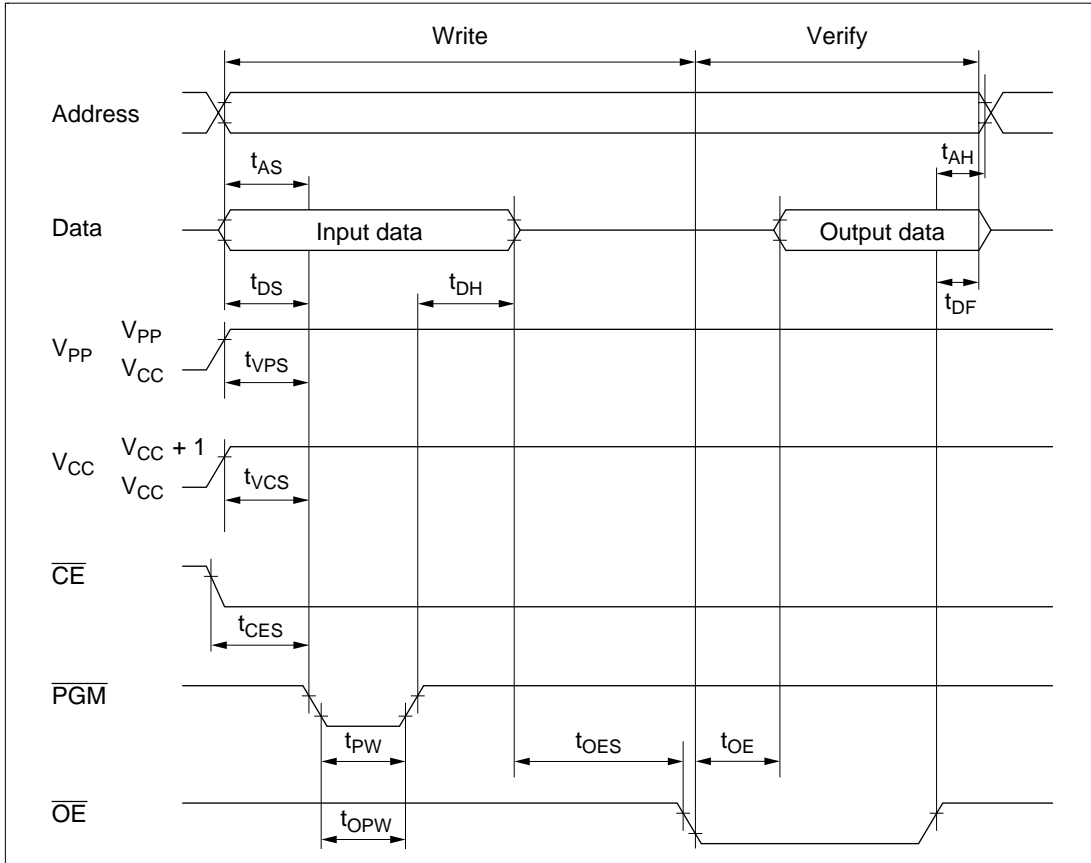 Write Verify
Address
tAS tAH
Data Input data Output data
tDS tDH tDF
VPP VPP
VCC
tVPS
VCC VCC + 1
VCC
tVCS
CE
tCES
PGM
tPW tOES tOE
OE
tOPW